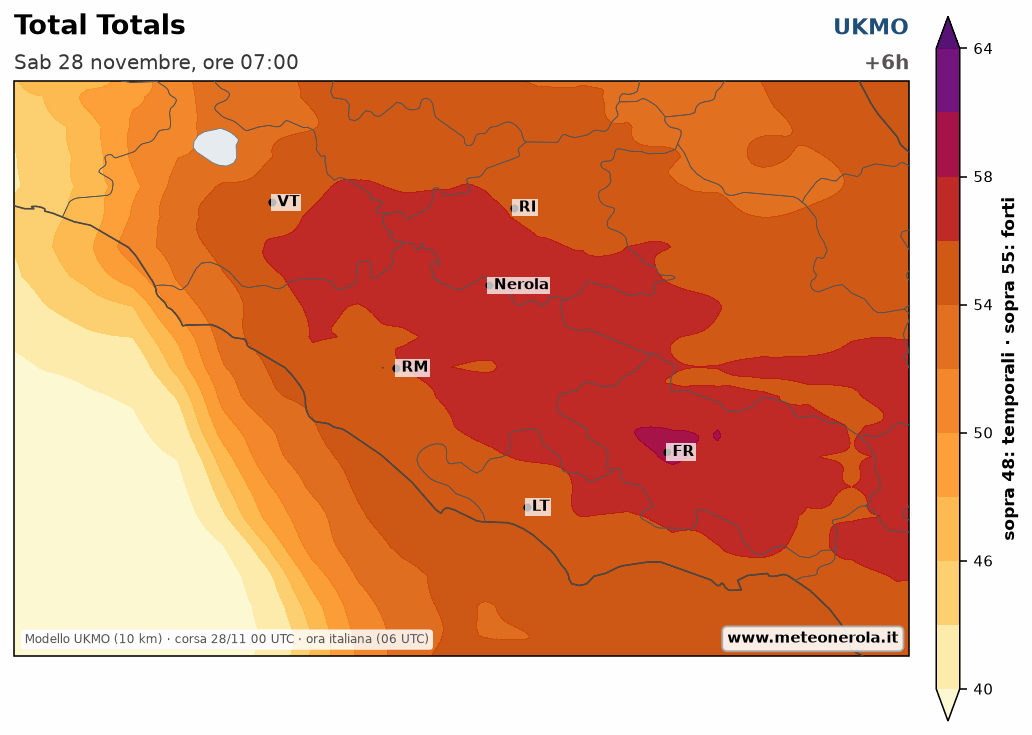 Total Totals
UKMO
Sab 28 novembre, ore 07:00
+6h
VT
RI
Nerola
RM
FR
LT
Modello UKMO (10 km) · corsa 28/11 00 UTC · ora italiana (06 UTC)
www.meteonerola.it
64
58
54
50
46
40
sopra 48: temporali · sopra 55: forti